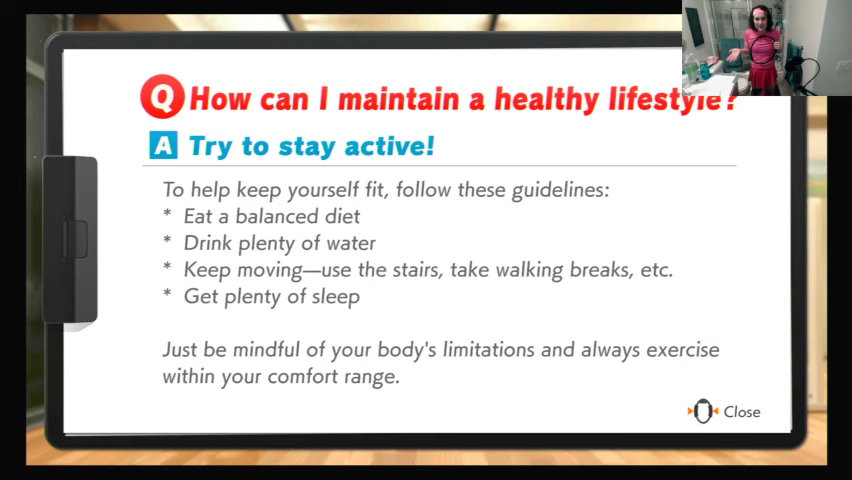 Q How can I maintain a healthy lifestyle?
A Try to stay active!
To help keep yourself fit, follow these guidelines:
* Eat a balanced diet
* Drink plenty of water
* Keep moving—use the stairs, take walking breaks, etc.
* Get plenty of sleep
Just be mindful of your body's limitations and always exercise
within your comfort range.
Close